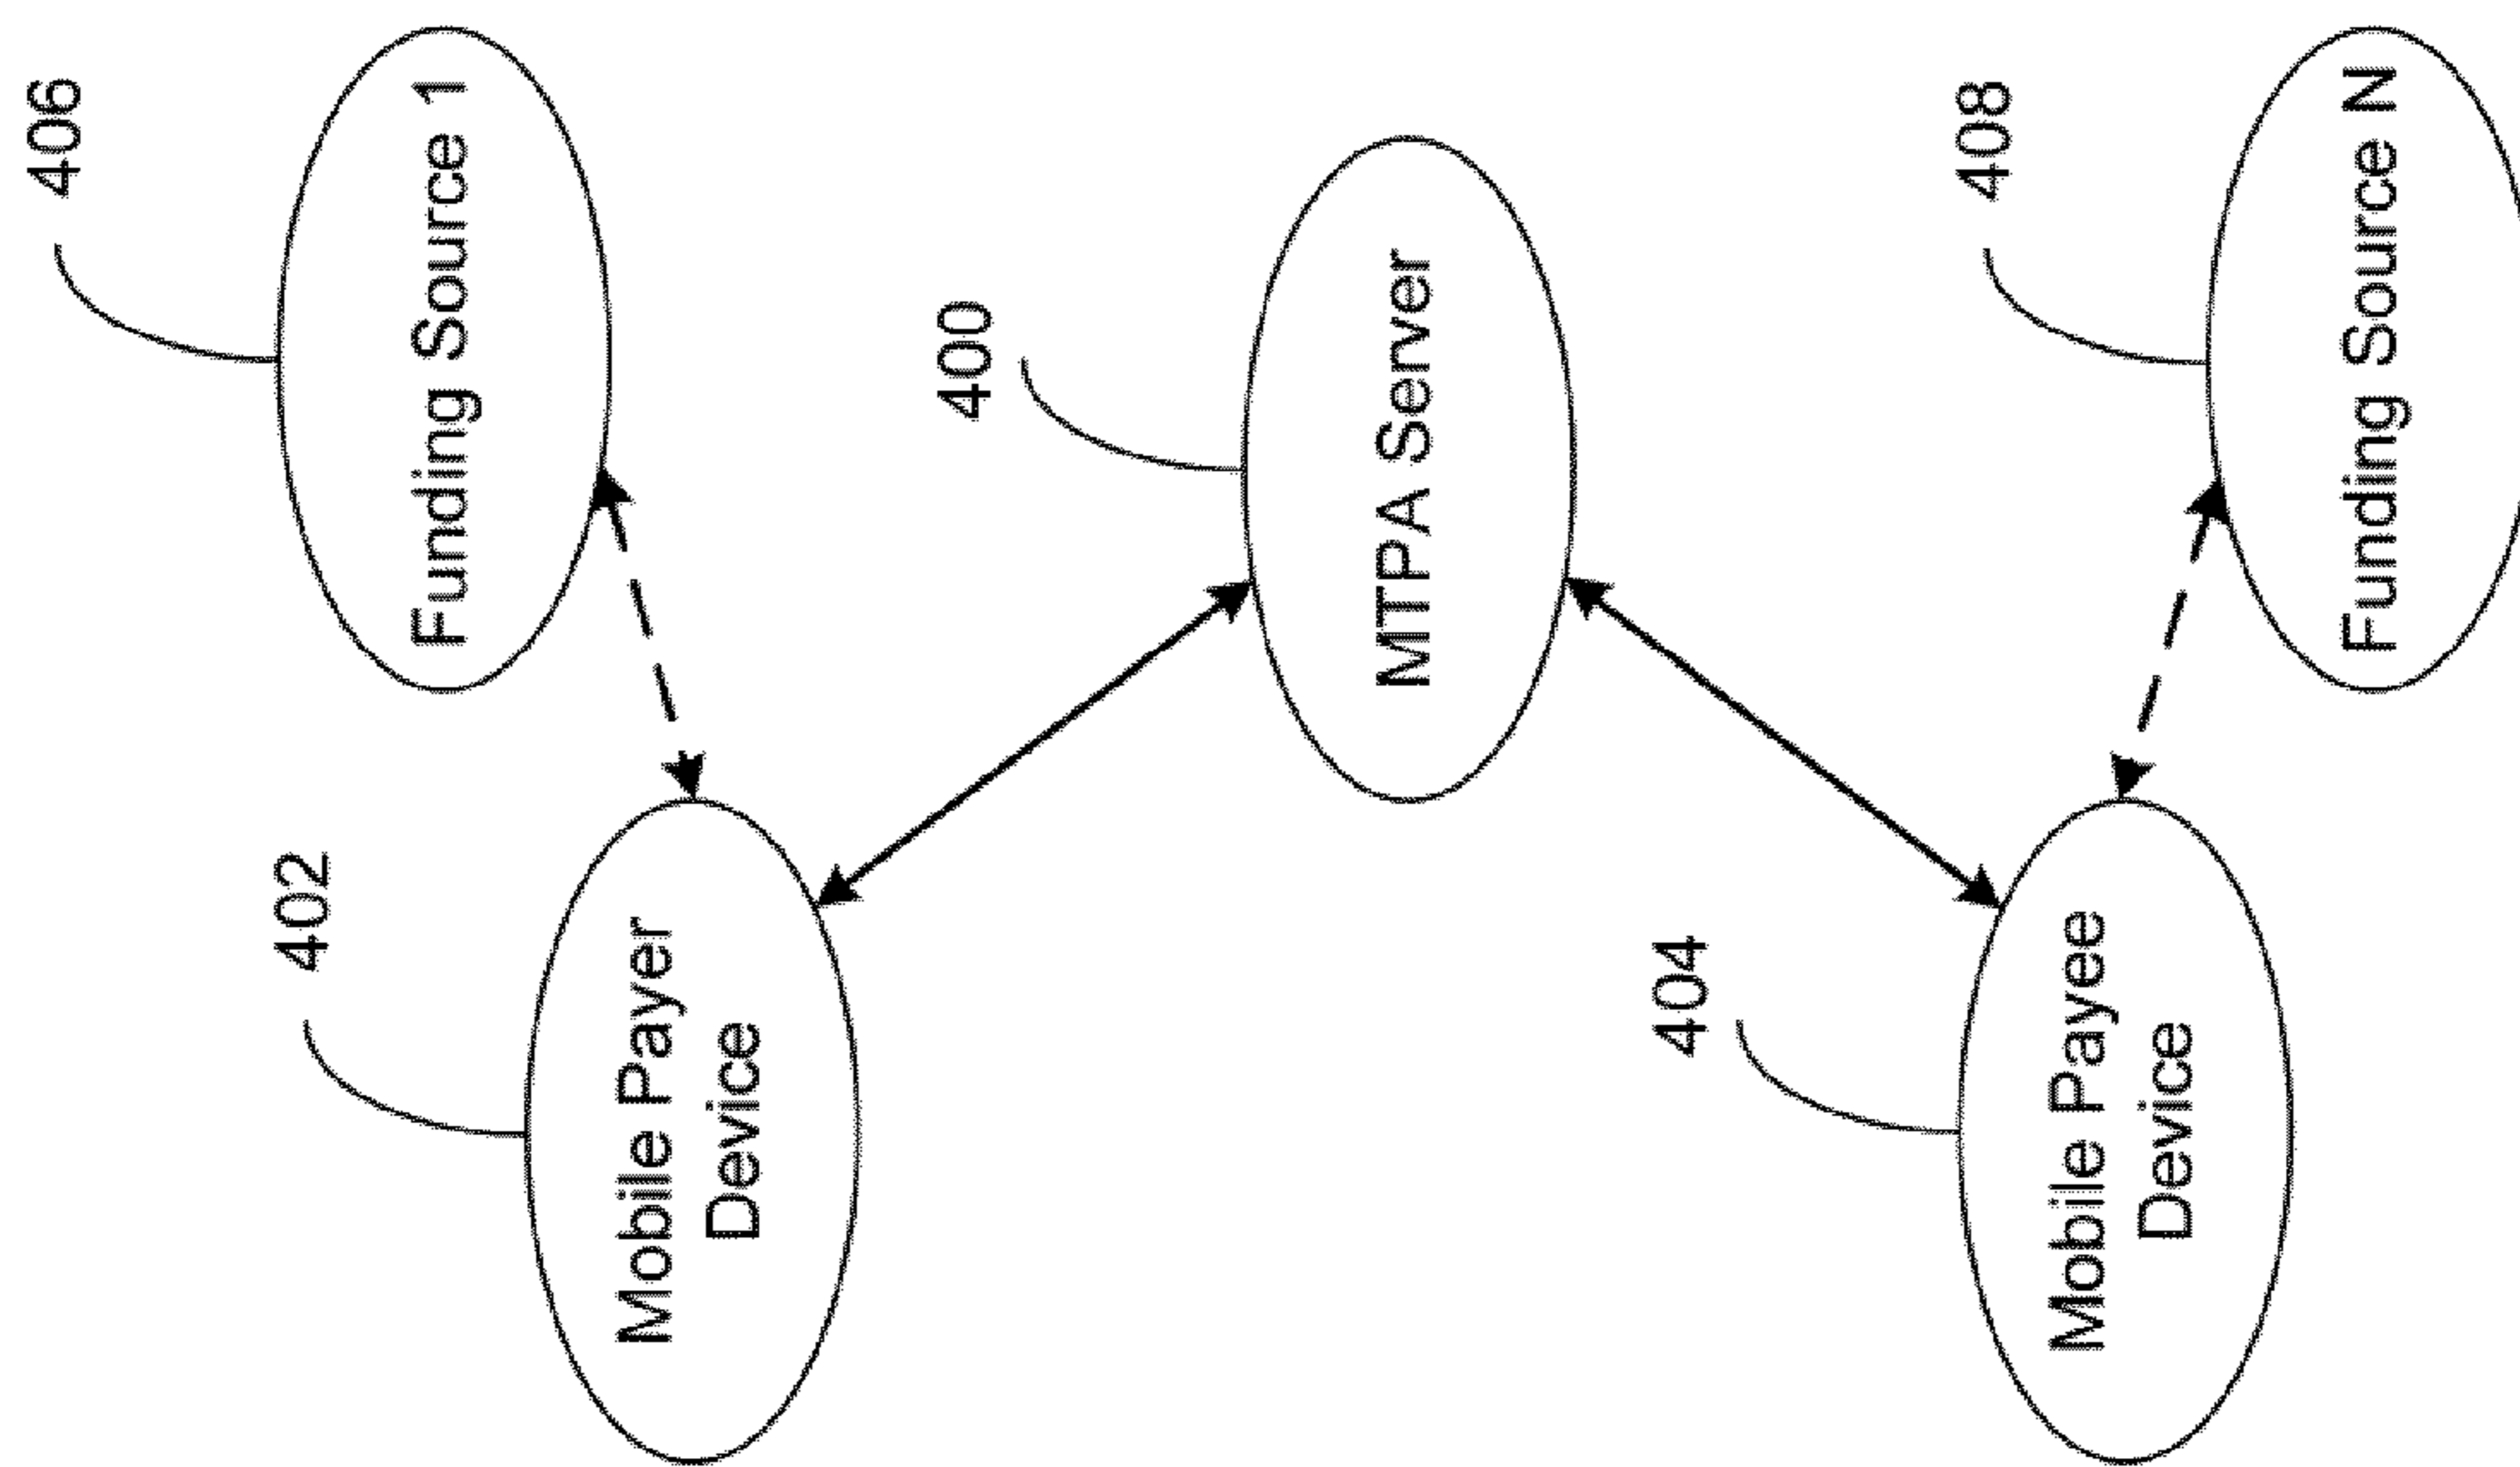 402
Mobile Payer
Device
406
Funding Source 1
400
MTPA Server
404
Mobile Payee
Device
408
Funding Source N